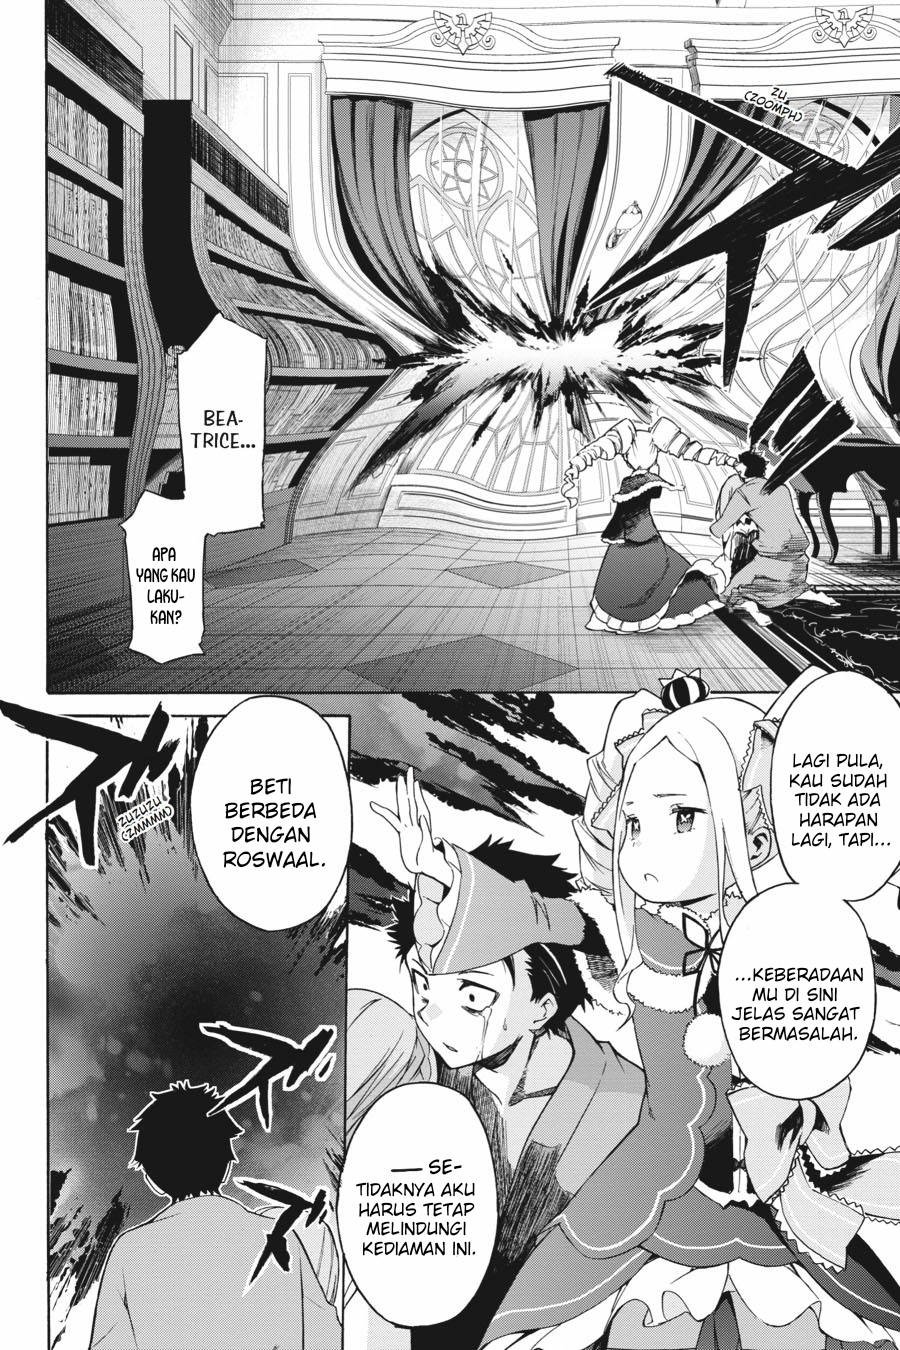 ZU
(ZOOMPH)
BEA-
TRICE...
APA
YANG KAU
LAKU-
KAN?
LAGI PULA,
KAU SUDAH
TIDAK ADA
HARAPAN
LAGI, TAPI...
...KEBERADAAN
MU DI SINI
JELAS SANGAT
BERMASALAH.
— SE-
TIDAKNYA AKU
HARUS TETAP
MELINDUNGI
KEDIAMAN INI.
BETI
BERBEDA
DENGAN
ROSWAAL.
ZUZUZU
(ZMMMM)